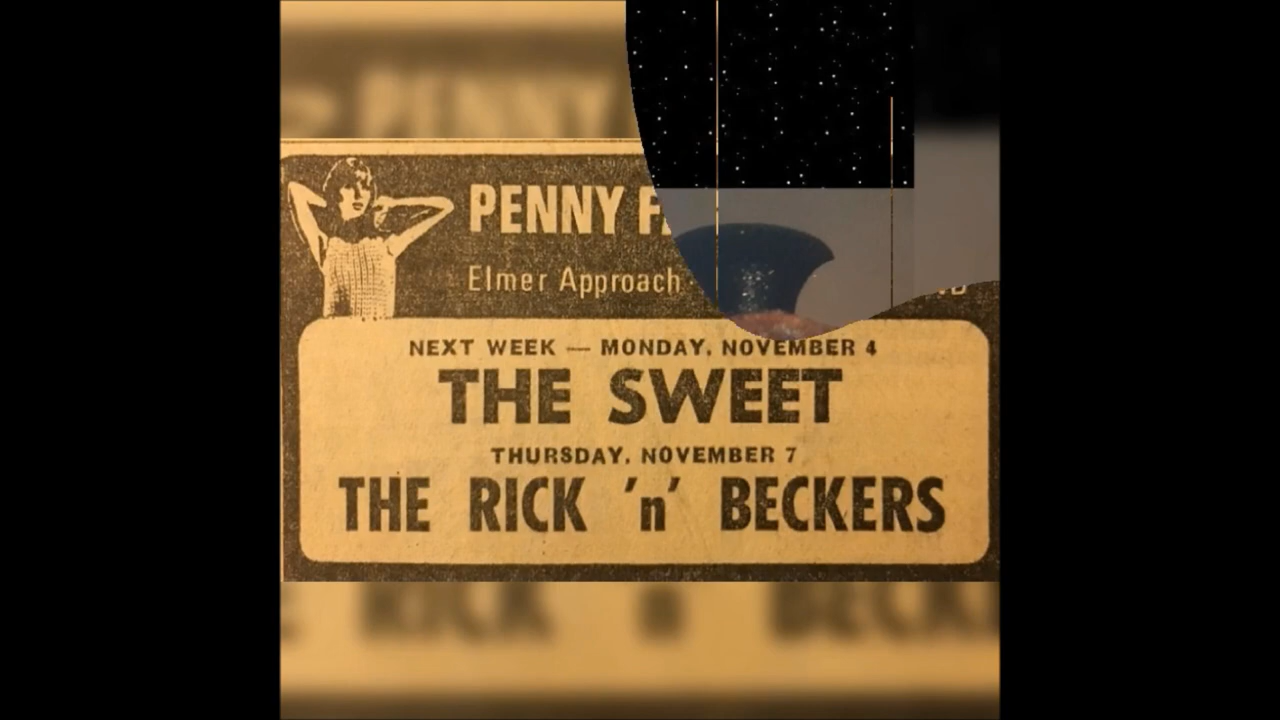 PENNY
Elmer Approach
NEXT WEEK — MONDAY, NOVEMBER 4
THE SWEET
THURSDAY, NOVEMBER 7
THE RICK 'n' BECKERS